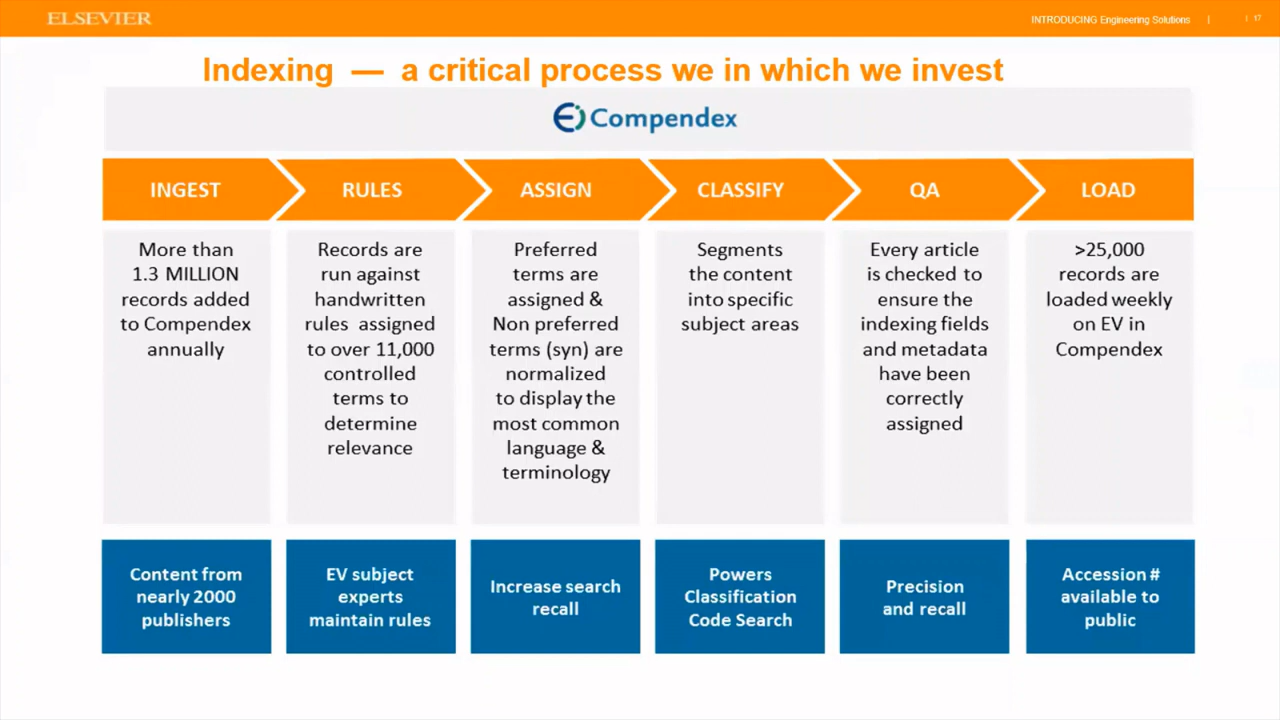 ELSEVIER
INTRODUCING Engineering Solutions | | 17
Indexing — a critical process we in which we invest
Compendex
INGEST
RULES
ASSIGN
CLASSIFY
QA
LOAD
More than
1.3 MILLION
records added
to Compendex
annually
Records are
run against
handwritten
rules assigned
to over 11,000
controlled
terms to
determine
relevance
Preferred
terms are
assigned &
Non preferred
terms (syn) are
normalized
to display the
most common
language &
terminology
Segments
the content
into specific
subject areas
Every article
is checked to
ensure the
indexing fields
and metadata
have been
correctly
assigned
>25,000
records are
loaded weekly
on EV in
Compendex
Content from
nearly 2000
publishers
EV subject
experts
maintain rules
Increase search
recall
Powers
Classification
Code Search
Precision
and recall
Accession #
available to
public